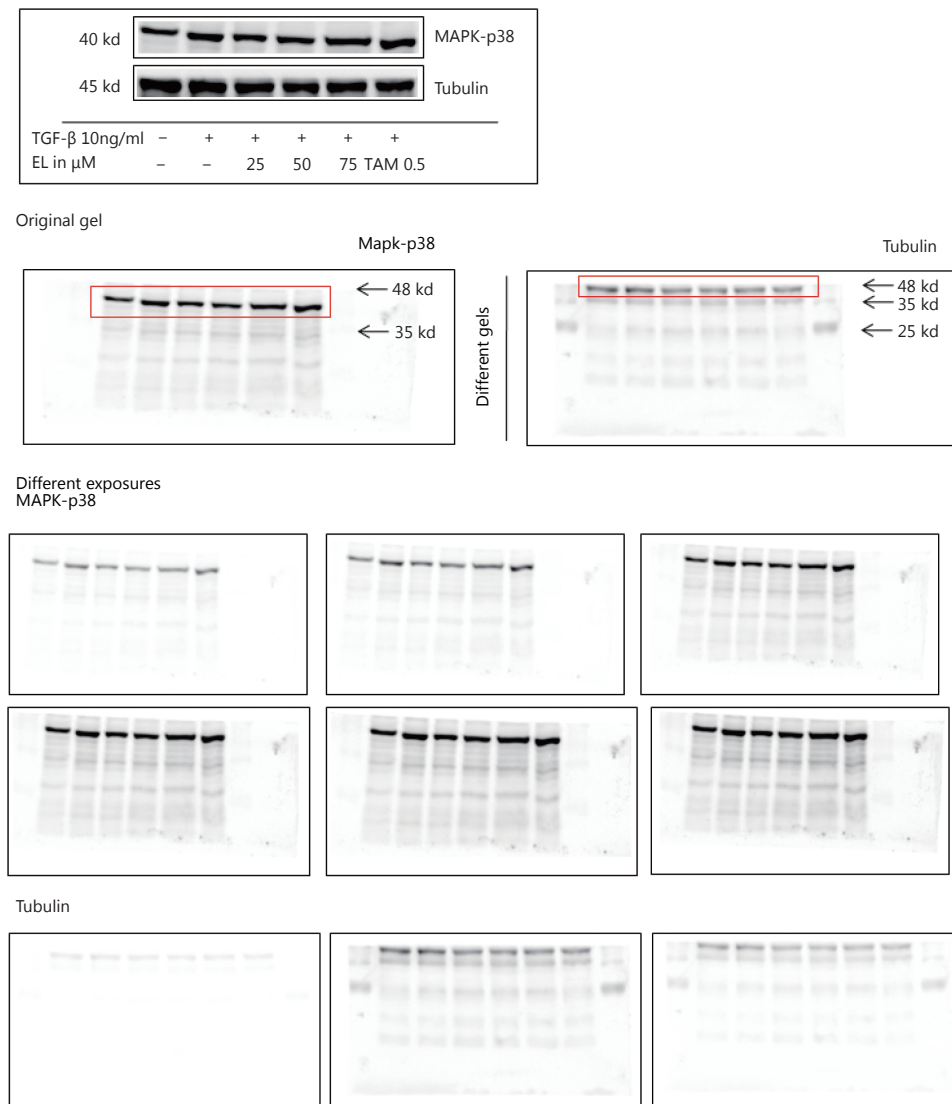 40 kd MAPK-p38
45 kd Tubulin
TGF-β 10ng/ml − + + + + +
EL in μM − − 25 50 75 TAM 0.5
Original gel
Mapk-p38
48 kd
35 kd
Different gels
Tubulin
48 kd
35 kd
25 kd
Different exposures
MAPK-p38
Tubulin